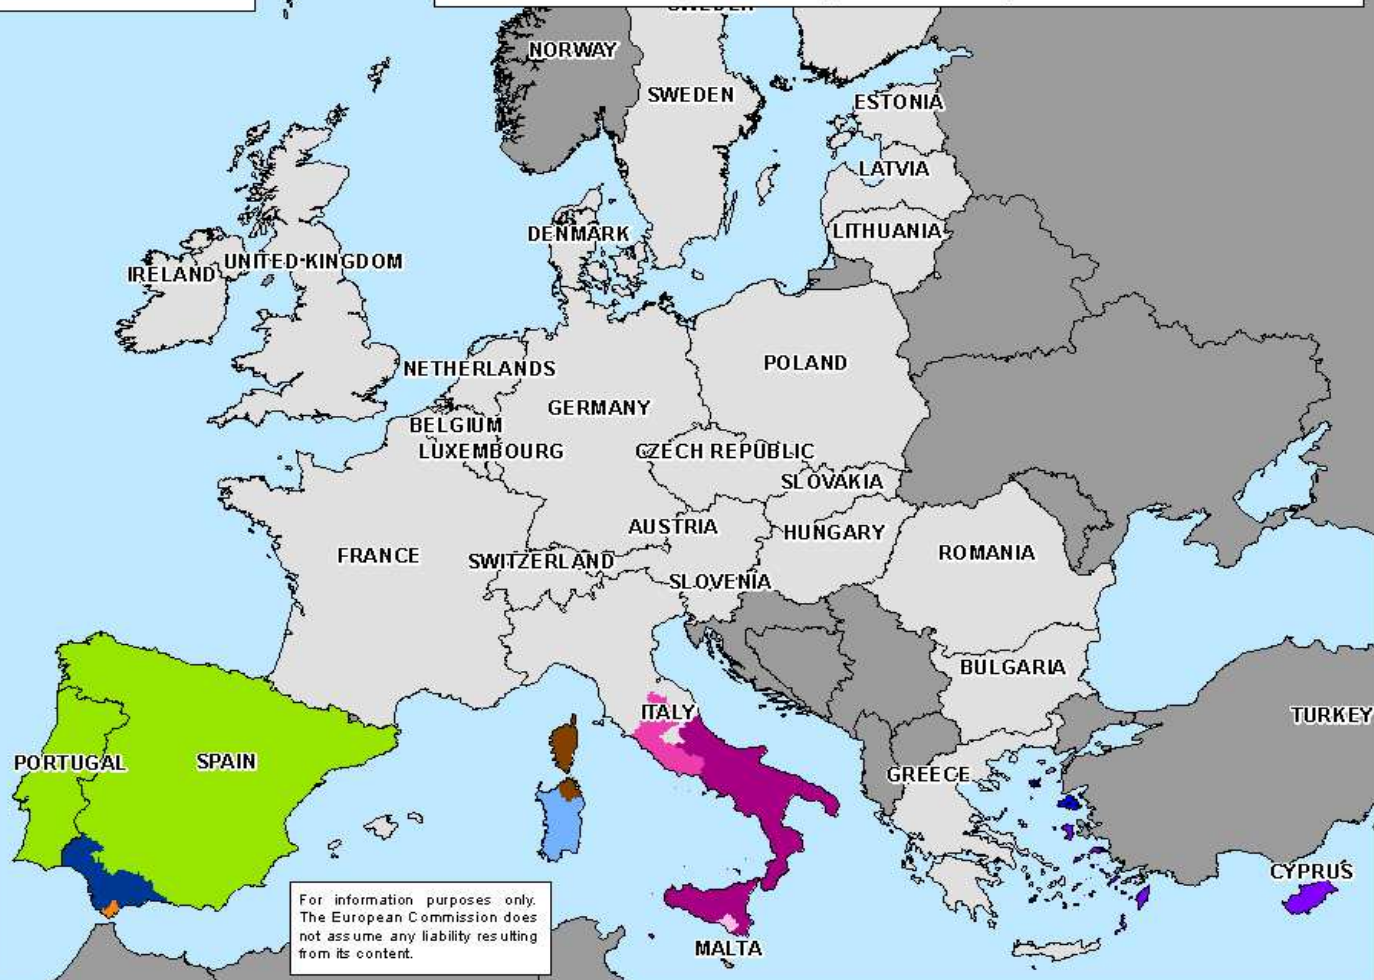 SWEDEN
NORWAY
SWEDEN
ESTONIA
LATVIA
LITHUANIA
DENMARK
IRELAND
UNITED KINGDOM
NETHERLANDS
POLAND
GERMANY
BELGIUM
LUXEMBOURG
CZECH REPUBLIC
SLOVAKIA
AUSTRIA
HUNGARY
FRANCE
SWITZERLAND
ROMANIA
SLOVENIA
BULGARIA
ITALY
TURKEY
PORTUGAL
SPAIN
GREECE
CYPRUS
For information purposes only.
The European Commission does
not assume any liability resulting
from its content.
MALTA